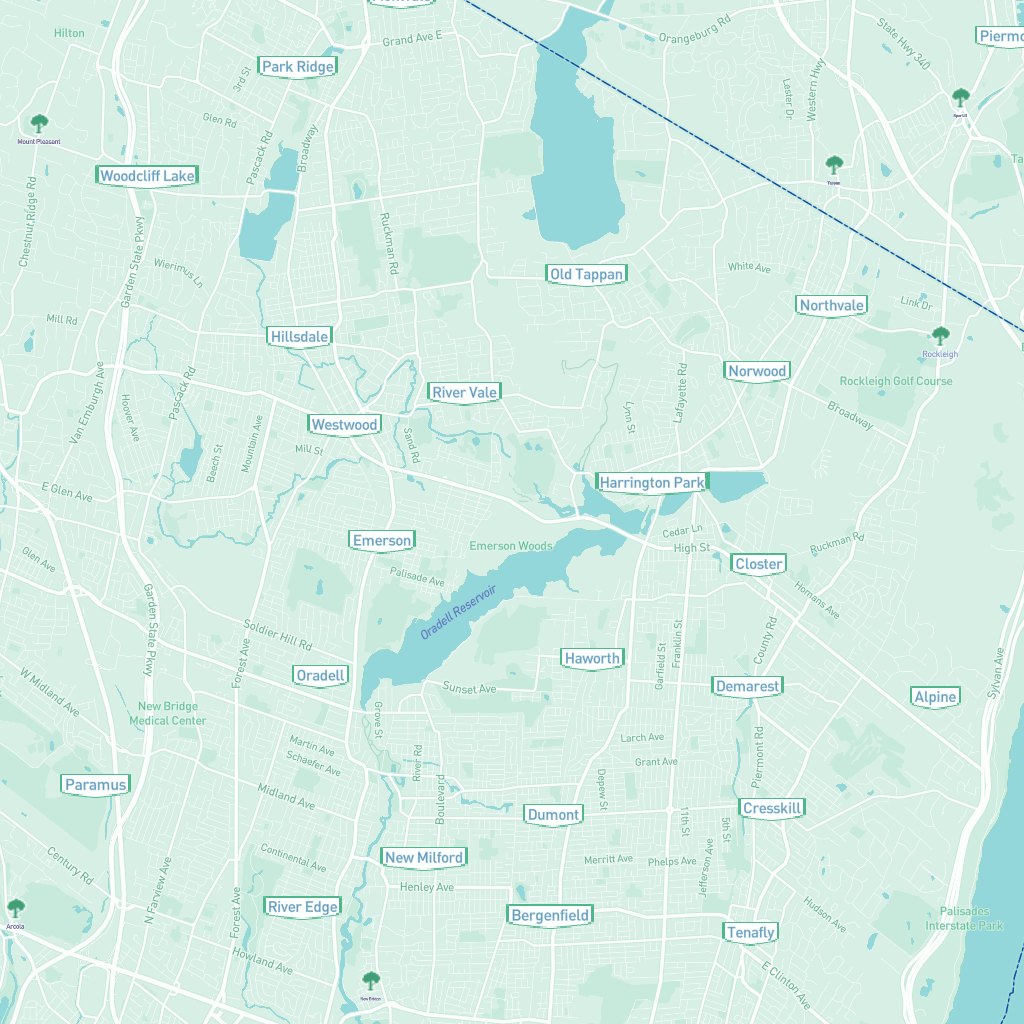 Grand Ave E
Orangeburg Rd
State Hwy 340
Hilton
Park Ridge
3rd St
Western Hwy
Lester Dr
Glen Rd
Mount Pleasant
Pascack Rd
Broadway
Woodcliff Lake
Chestnut Ridge Rd
Garden State Pkwy
Ruckman Rd
Wierimus Ln
Old Tappan
White Ave
Northvale
Link Dr
Mill Rd
Hillsdale
Rockleigh
Norwood
Rockleigh Golf Course
Van Emburgh Ave
Pascack Rd
River Vale
Lafayette Rd
Hoover Ave
Lynn St
Broadway
Westwood
Mountain Ave
Sand Rd
Mill St
Beech St
Harrington Park
E Glen Ave
Cedar Ln
Ruckman Rd
Emerson
Emerson Woods
High St
Glen Ave
Closter
Palisade Ave
Homans Ave
Garden State Pkwy
Oradell Reservoir
Soldier Hill Rd
County Rd
Franklin St
Garfield St
Haworth
Forest Ave
Oradell
Sunset Ave
Demarest
Sylvan Ave
W Midland Ave
Alpine
New Bridge
Medical Center
Grove St
Larch Ave
Piermont Rd
Martin Ave
Schaefer Ave
River Rd
Grant Ave
Paramus
Midland Ave
Boulevard
Depew St
Dumont
11th St
5th St
Cresskill
Continental Ave
New Milford
Merritt Ave
Phelps Ave
Century Rd
Jefferson Ave
Henley Ave
N Farview Ave
River Edge
Forest Ave
Bergenfield
Hudson Ave
Palisades
Interstate Park
Arcola
Tenafly
Howland Ave
E Clinton Ave